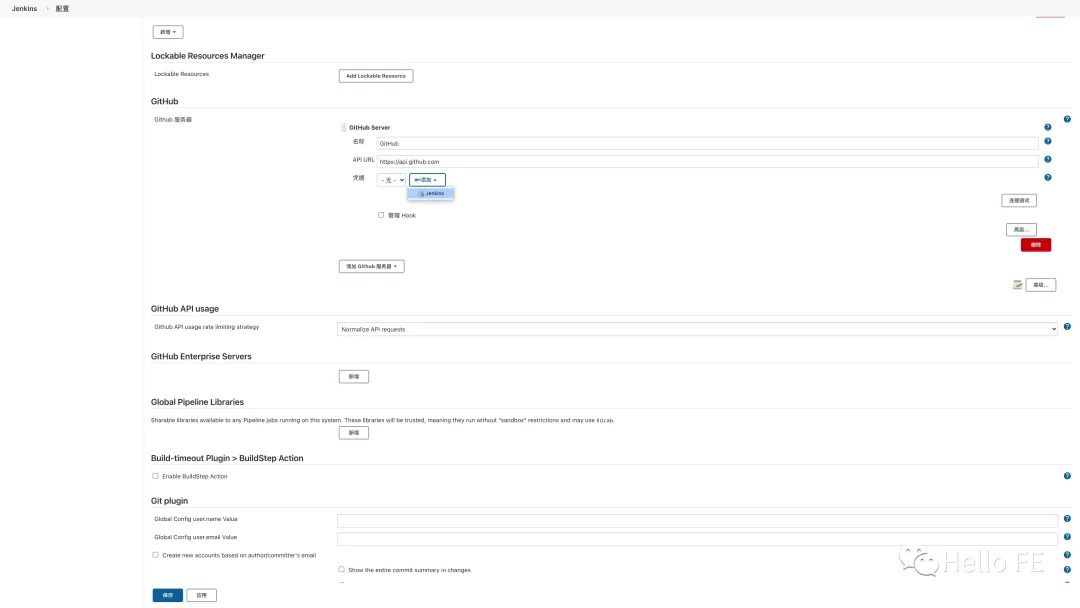 Jenkins › 配置
新增
Lockable Resources Manager
Lockable Resources
Add Lockable Resource
GitHub
Github 服务器
GitHub Server
名称
GitHub
API URL
https://api.github.com
凭据
- 无 -
添加
Jenkins
连接测试
管理 Hook
高级...
删除
添加 Github 服务器
高级...
GitHub API usage
Github API usage rate limiting strategy
Normalize API requests
GitHub Enterprise Servers
新增
Global Pipeline Libraries
Sharable libraries available to any Pipeline jobs running on this system. These libraries will be trusted, meaning they run without "sandbox" restrictions and may use @Grab.
新增
Build-timeout Plugin > BuildStep Action
Enable BuildStep Action
Git plugin
Global Config user.name Value
Global Config user.email Value
Create new accounts based on author/committer's email
Show the entire commit summary in changes
保存
应用
Hello FE